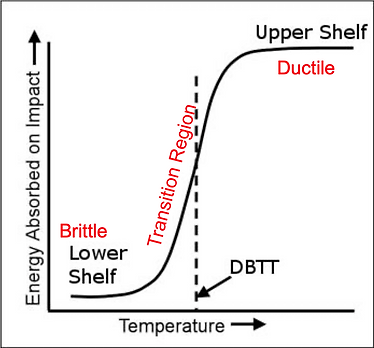 Upper Shelf
Ductile
Transition Region
Energy Absorbed on Impact
Brittle
Lower
Shelf
DBTT
Temperature